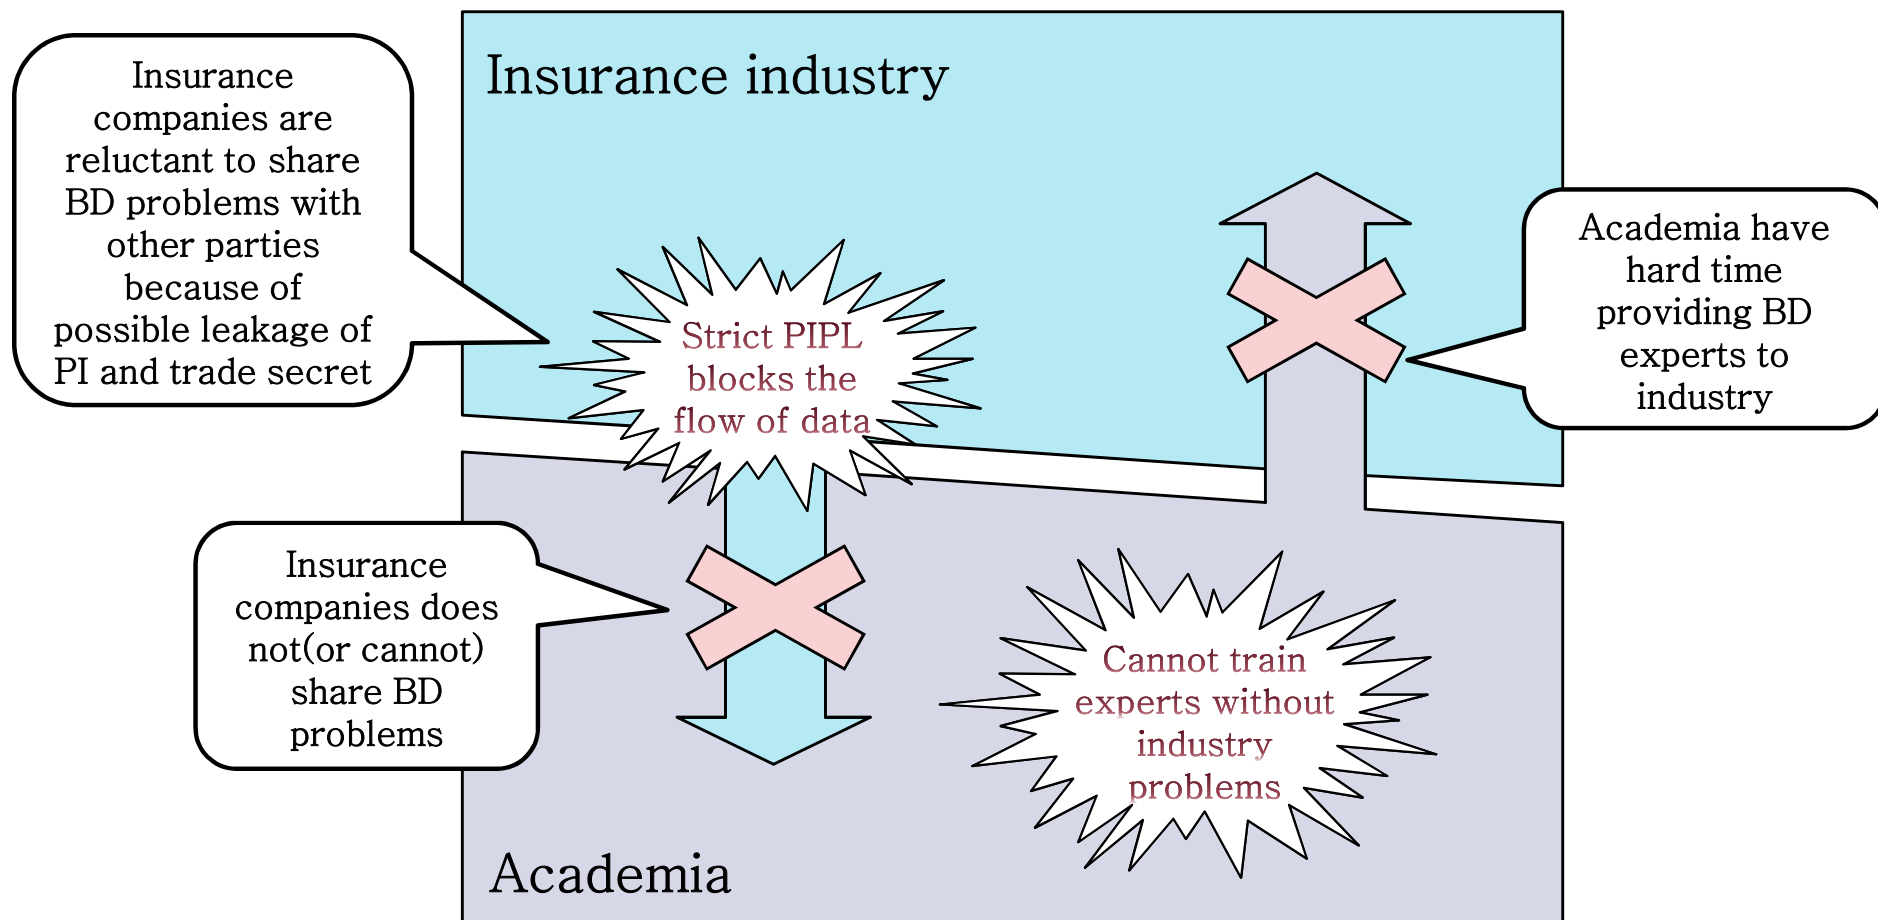 Insurance industry
Insurance
companies are
reluctant to share
BD problems with
other parties
because of
possible leakage of
PI and trade secret
Strict PIPL
blocks the
flow of data
Academia have
hard time
providing BD
experts to
industry
Insurance
companies does
not(or cannot)
share BD
problems
Cannot train
experts without
industry
problems
Academia